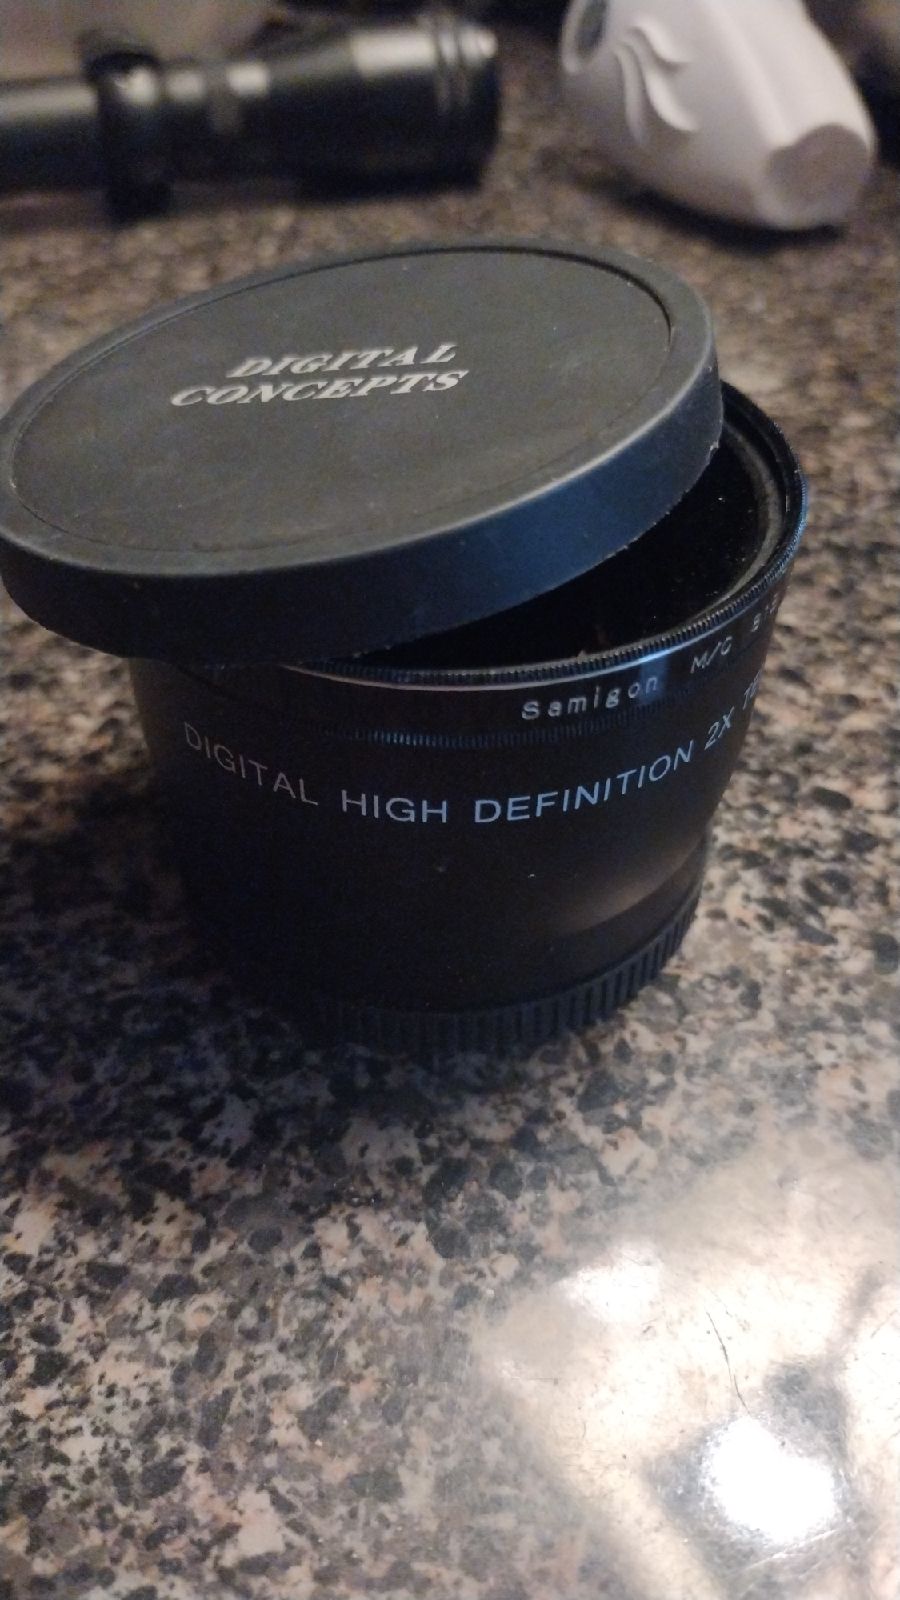 DIGITAL
CONCEPTS
Samigon M/C
DIGITAL HIGH DEFINITION 2X